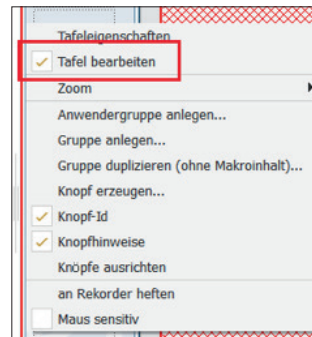 Tafeleigenschaften
Tafel bearbeiten
Zoom
Anwendergruppe anlegen...
Gruppe anlegen...
Gruppe duplizieren (ohne Makroinhalt)...
Knopf erzeugen...
Knopf-Id
Knopfhinweise
Knöpfe ausrichten
an Rekorder heften
Maus sensitiv